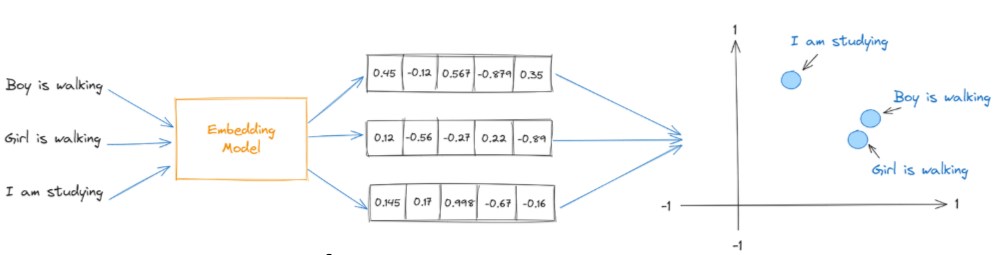 Boy is walking
Girl is walking
I am studying
Embedding
Model
0.45 -0.12 0.567 -0.879 0.35
0.12 -0.56 -0.27 0.22 -0.89
0.145 0.17 0.998 -0.67 -0.16
1
I am studying
Boy is walking
Girl is walking
-1 1
-1